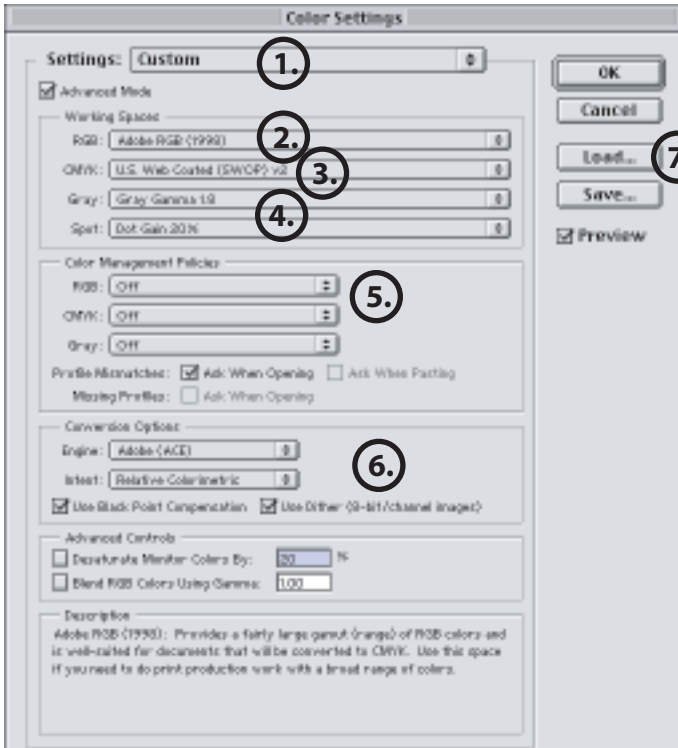 Color Settings
Settings: Custom
1.
OK
Advanced Mode
Cancel
Working Spaces
RGB: Adobe RGB (1998)
2.
CMYK: U.S. Web Coated (SWOP) v2
3.
Load...
7
Gray: Gray Gamma 1.8
Save...
4.
Spot: Dot Gain 20%
Preview
Color Management Policies
RGB: Off
5.
CMYK: Off
Gray: Off
Profile Mismatches: Ask When Opening Ask When Pasting
Missing Profiles: Ask When Opening
Conversion Options
Engine: Adobe (ACE)
6.
Intent: Relative Colorimetric
Use Black Point Compensation Use Dither (8-bit/channel images)
Advanced Controls
Desaturate Monitor Colors By: 20 %
Blend RGB Colors Using Gamma: 1.00
Description
Adobe RGB (1998): Provides a fairly large gamut (range) of RGB colors and
is well-suited for documents that will be converted to CMYK. Use this space
if you need to do print production work with a broad range of colors.